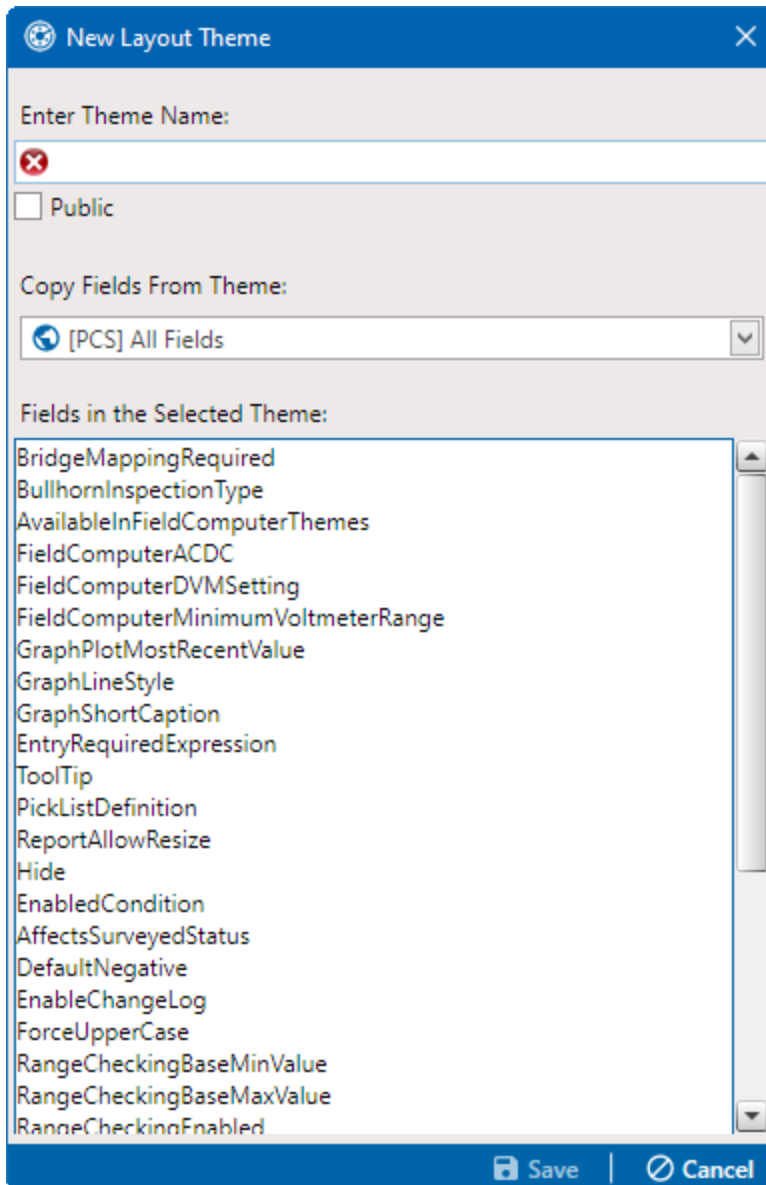 New Layout Theme
Enter Theme Name:
Public
Copy Fields From Theme:
[PCS] All Fields
Fields in the Selected Theme:
BridgeMappingRequired
BullhornInspectionType
AvailableInFieldComputerThemes
FieldComputerACDC
FieldComputerDVMSetting
FieldComputerMinimumVoltmeterRange
GraphPlotMostRecentValue
GraphLineStyle
GraphShortCaption
EntryRequiredExpression
ToolTip
PickListDefinition
ReportAllowResize
Hide
EnabledCondition
AffectsSurveyedStatus
DefaultNegative
EnableChangeLog
ForceUpperCase
RangeCheckingBaseMinValue
RangeCheckingBaseMaxValue
RangeCheckingEnabled
Save | Cancel